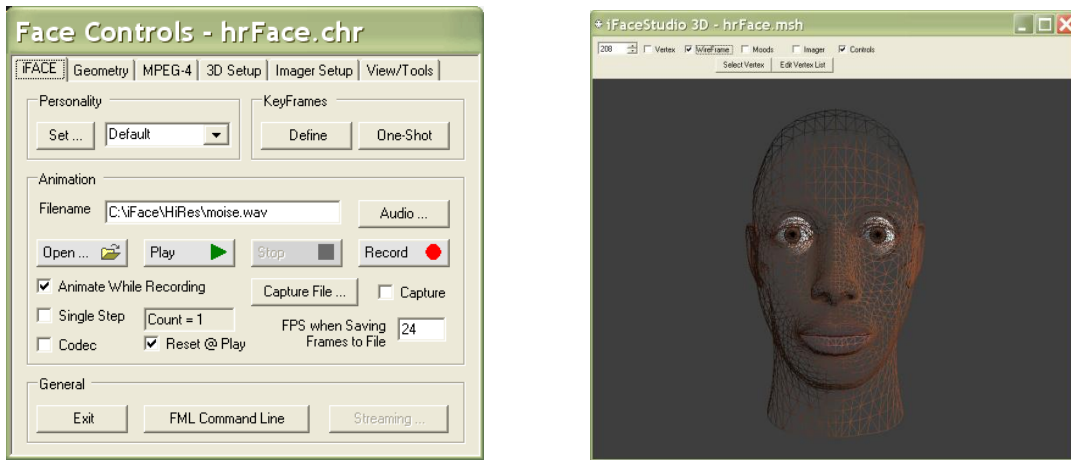 Face Controls - hrFace.chr
iFACE Geometry MPEG-4 3D Setup Imager Setup View/Tools
Personality KeyFrames
Set ... Default Define One-Shot
Animation
Filename C:\iFace\HiRes\moise.wav Audio ...
Open ... Play Stop Record
Animate While Recording Capture File ... Capture
Single Step Count = 1 FPS when Saving Frames to File 24
Codec Reset @ Play
General
Exit FML Command Line Streaming ...
iFaceStudio 3D - hrFace.msh
208 Vertex WireFrame Moods Imager Controls
Select Vertex Edit Vertex List